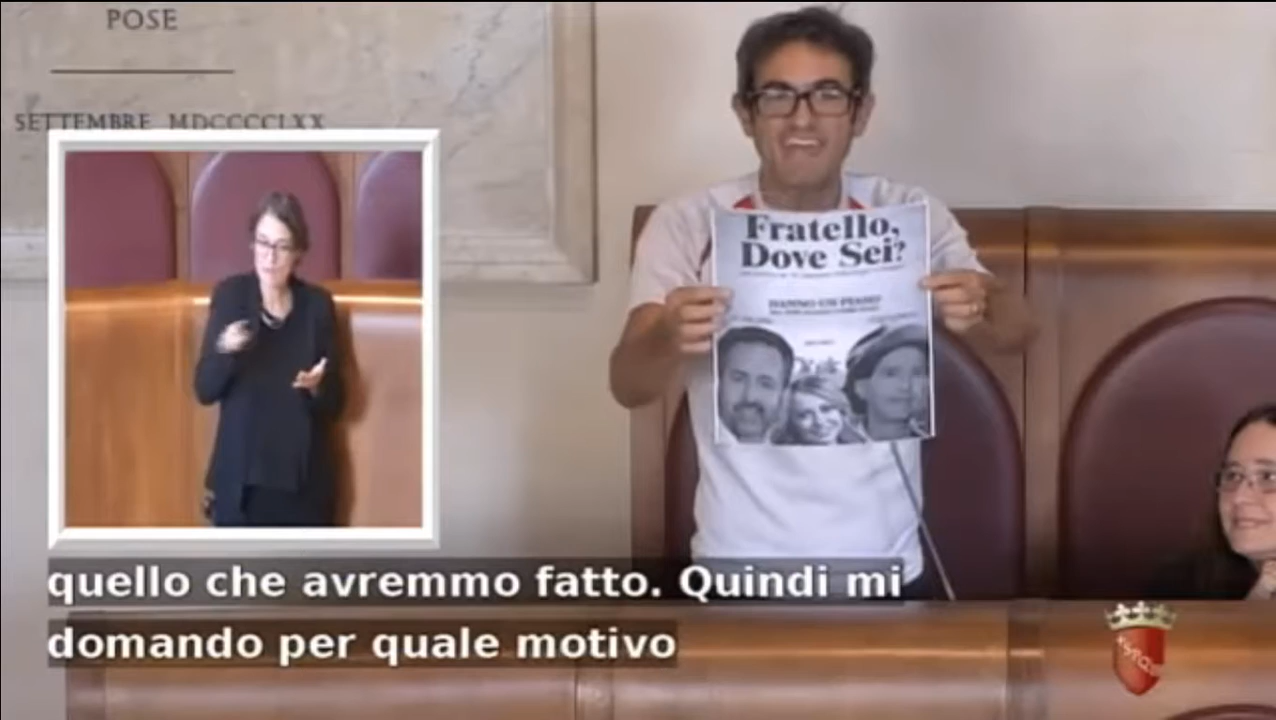 POSE
SETTEMBRE MDCCCCLXX
Fratello,
Dove Sei?
HANNO UN PIANO
quello che avremmo fatto. Quindi mi
domando per quale motivo
SPQR